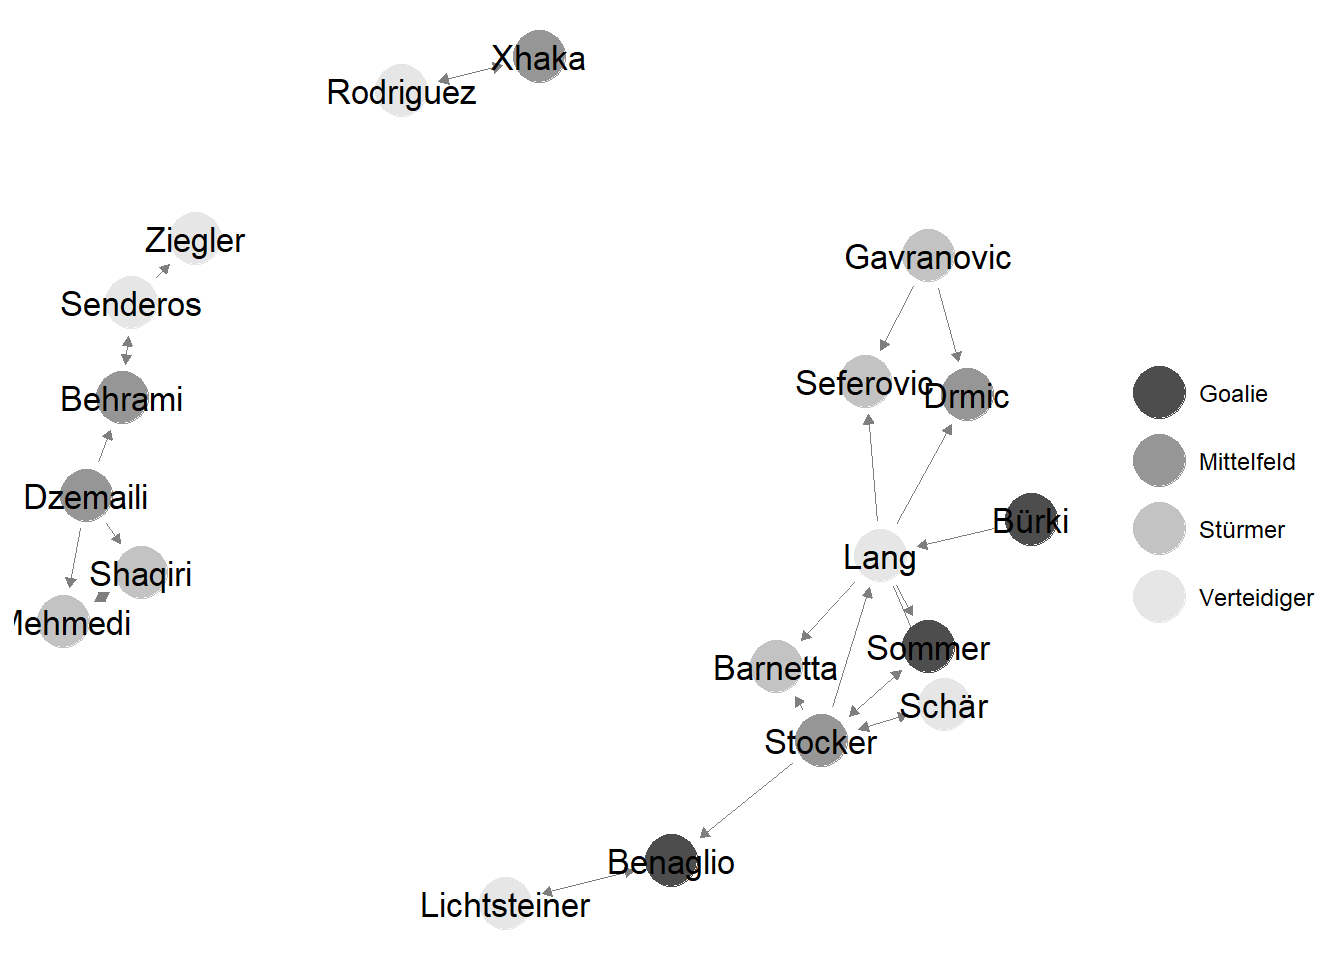 Xhaka
Rodriguez
Ziegler
Gavranovic
Senderos
Seferovic
Drmic
Behrami
Goalie
Mittelfeld
Dzemaili
Bürki
Stürmer
Lang
Shaqiri
Verteidiger
Mehmedi
Sommer
Barnetta
Schär
Stocker
Benaglio
Lichtsteiner